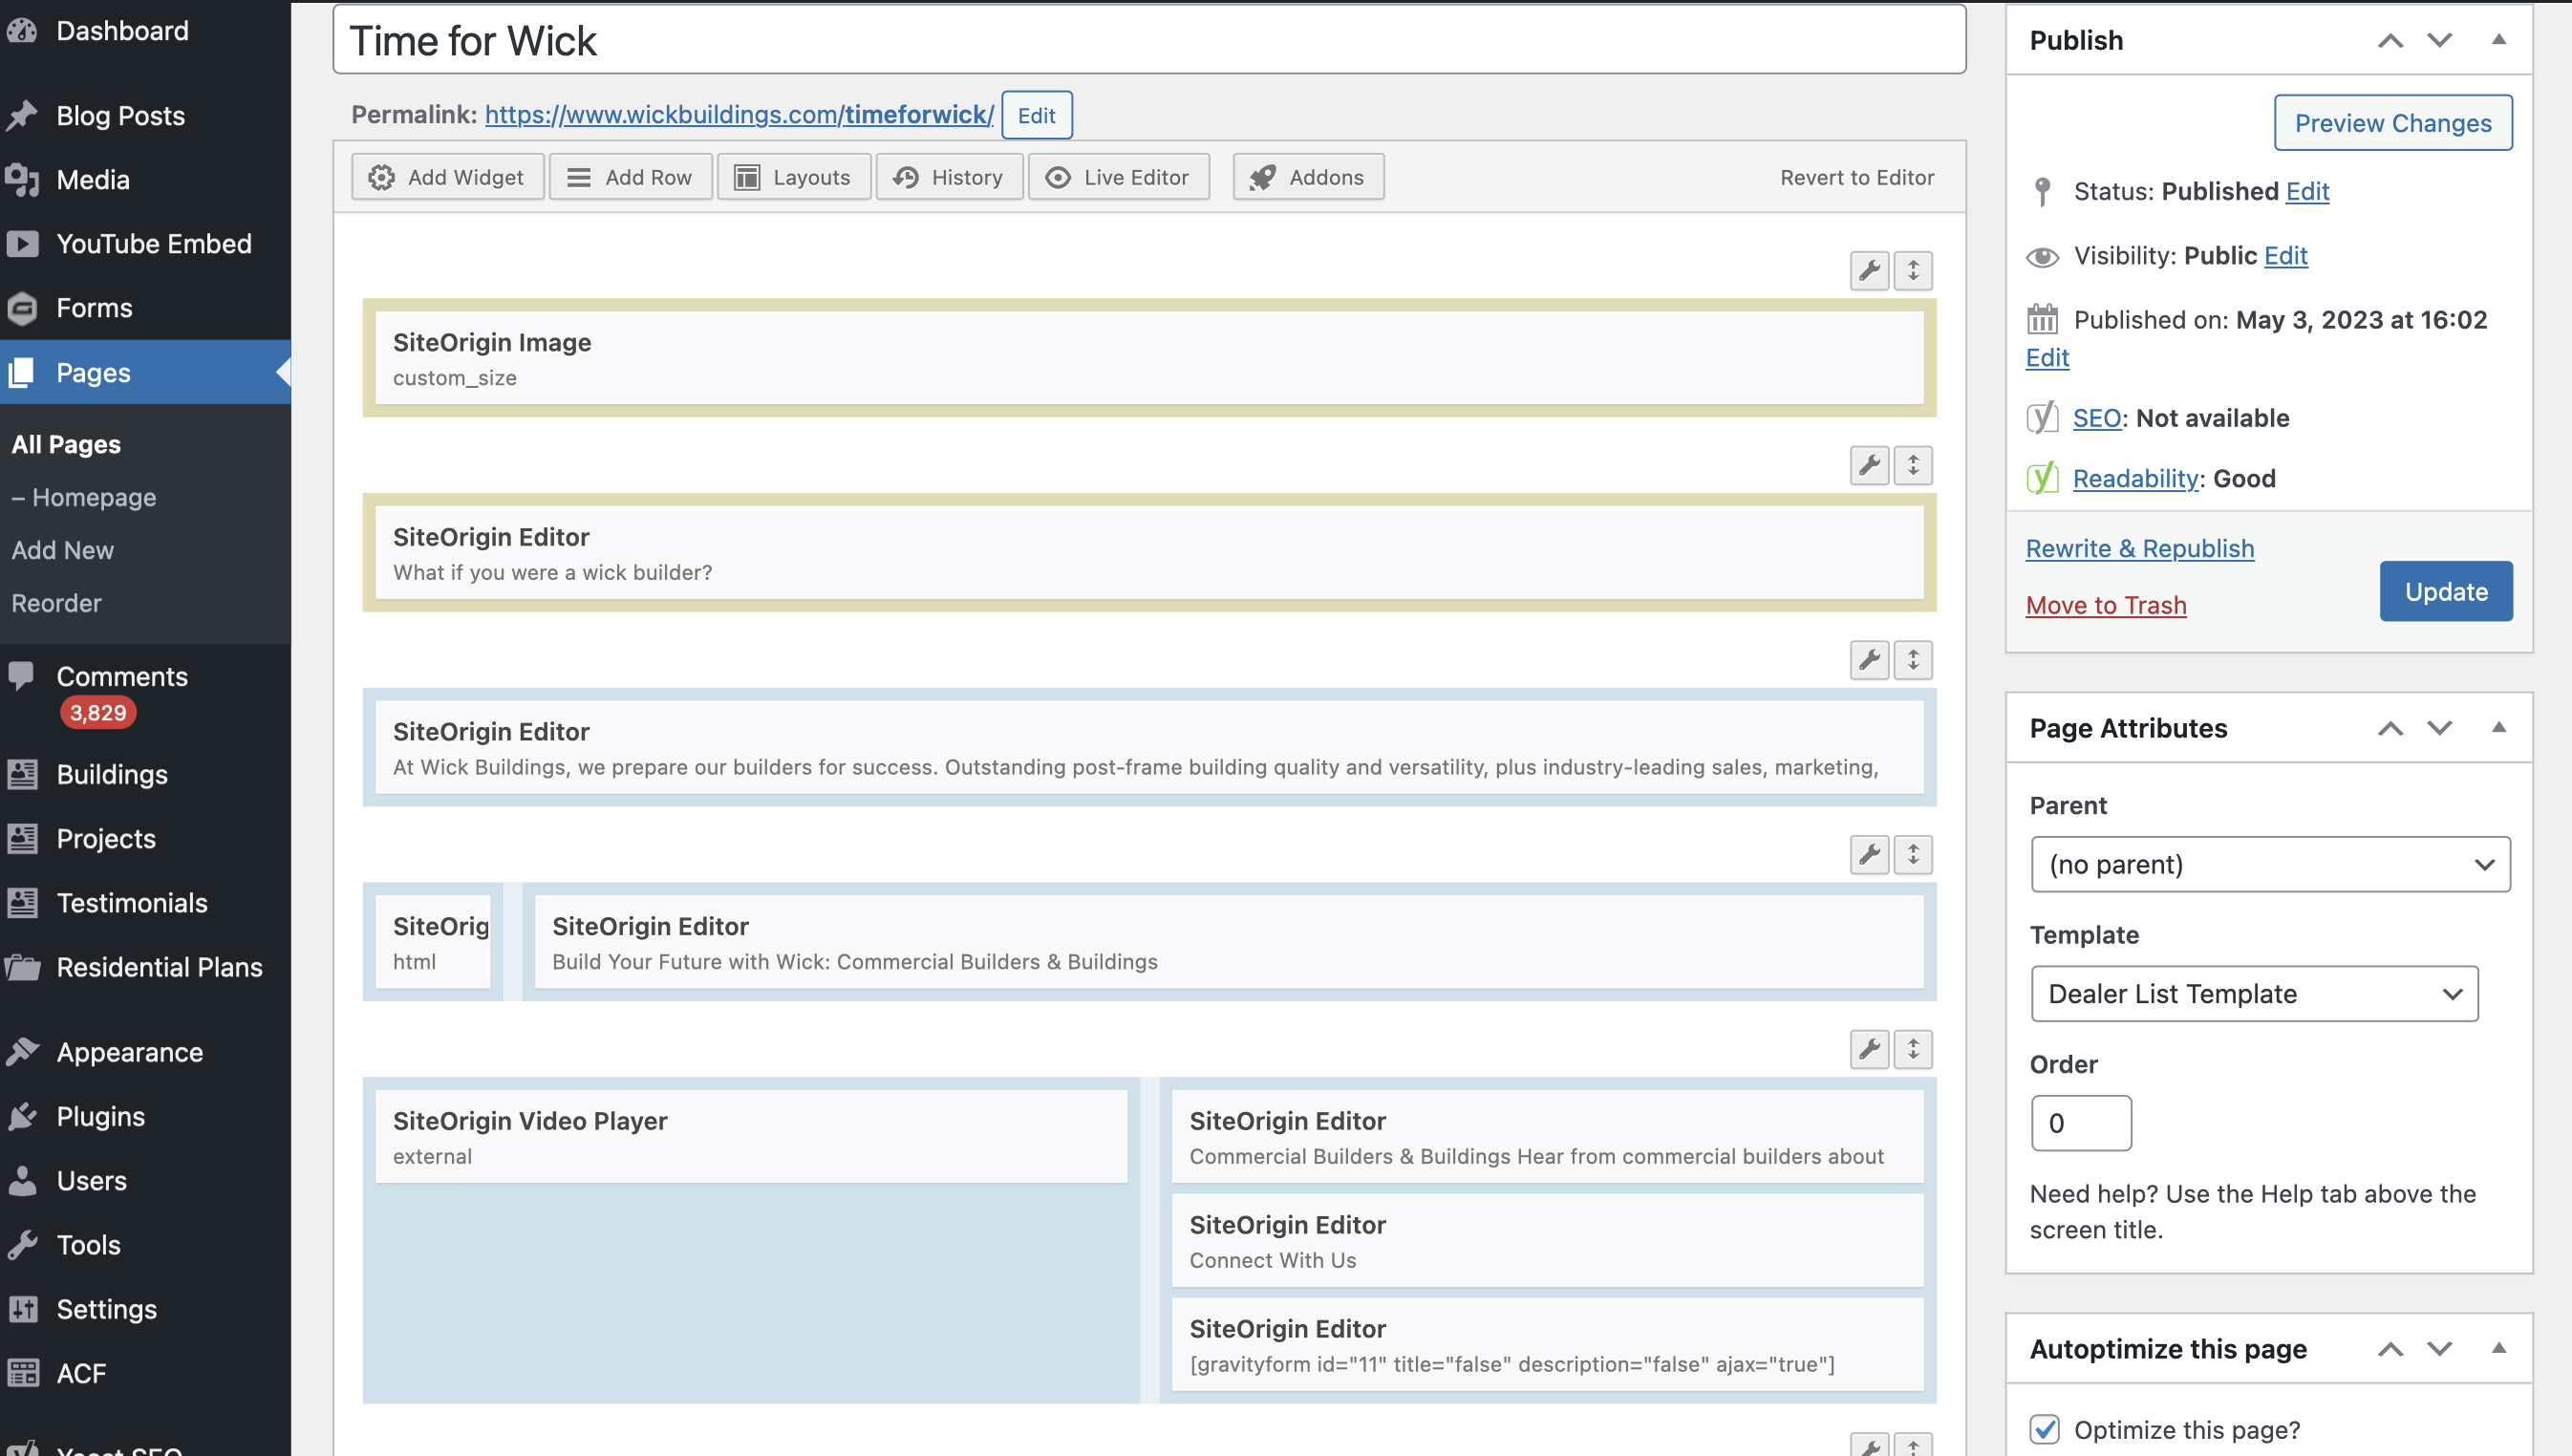 Dashboard
Blog Posts
Media
YouTube Embed
Forms
Pages
All Pages
– Homepage
Add New
Reorder
Comments
3,829
Buildings
Projects
Testimonials
Residential Plans
Appearance
Plugins
Users
Tools
Settings
ACF
Yoast SEO
Time for Wick
Permalink: https://www.wickbuildings.com/timeforwick/ Edit
Add Widget Add Row Layouts History Live Editor Addons Revert to Editor
SiteOrigin Image
custom_size
SiteOrigin Editor
What if you were a wick builder?
SiteOrigin Editor
At Wick Buildings, we prepare our builders for success. Outstanding post-frame building quality and versatility, plus industry-leading sales, marketing,
SiteOrig
html
SiteOrigin Editor
Build Your Future with Wick: Commercial Builders & Buildings
SiteOrigin Video Player
external
SiteOrigin Editor
Commercial Builders & Buildings Hear from commercial builders about
SiteOrigin Editor
Connect With Us
SiteOrigin Editor
[gravityform id="11" title="false" description="false" ajax="true"]
Publish
Preview Changes
Status: Published Edit
Visibility: Public Edit
Published on: May 3, 2023 at 16:02
Edit
SEO: Not available
Readability: Good
Rewrite & Republish
Move to Trash
Update
Page Attributes
Parent
(no parent)
Template
Dealer List Template
Order
0
Need help? Use the Help tab above the
screen title.
Autoptimize this page
Optimize this page?